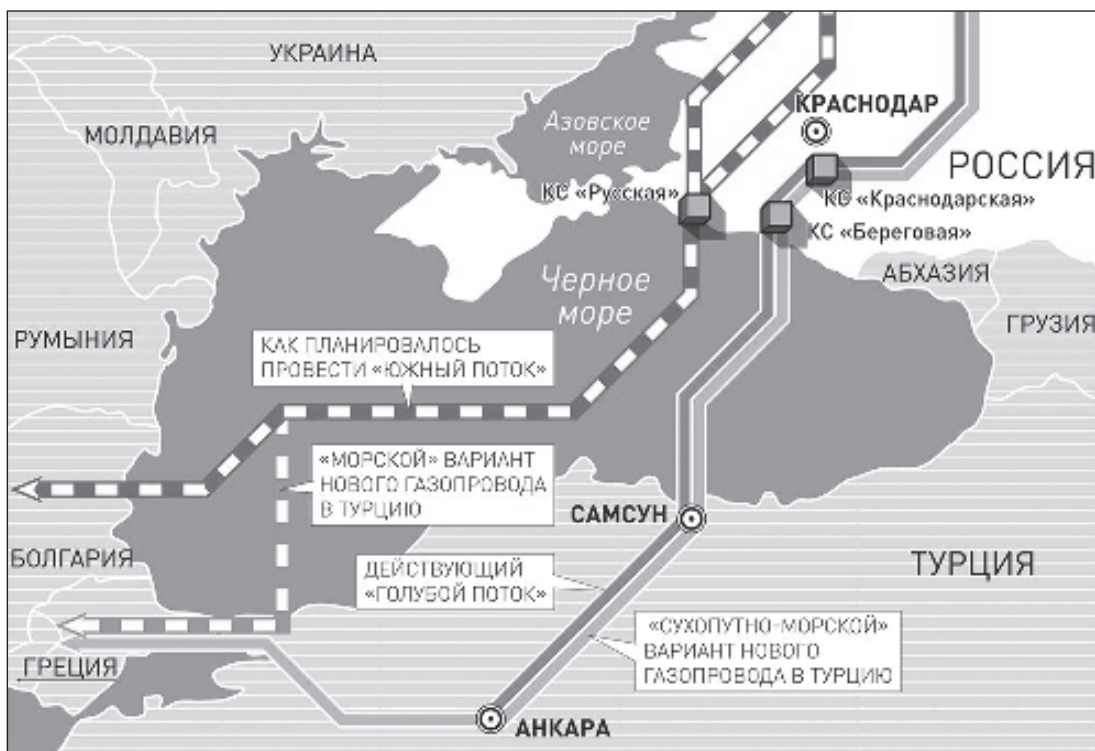 УКРАИНА
МОЛДАВИЯ
Азовское
море
КРАСНОДАР
РОССИЯ
КС «Русская»
КС «Краснодарская»
КС «Береговая»
АБХАЗИЯ
Черное
море
ГРУЗИЯ
РУМЫНИЯ
КАК ПЛАНИРОВАЛОСЬ
ПРОВЕСТИ «ЮЖНЫЙ ПОТОК»
«МОРСКОЙ» ВАРИАНТ
НОВОГО ГАЗОПРОВОДА
В ТУРЦИЮ
САМСУН
БОЛГАРИЯ
ТУРЦИЯ
ДЕЙСТВУЮЩИЙ
«ГОЛУБОЙ ПОТОК»
«СУХОПУТНО-МОРСКОЙ»
ВАРИАНТ НОВОГО
ГАЗОПРОВОДА В ТУРЦИЮ
ГРЕЦИЯ
АНКАРА